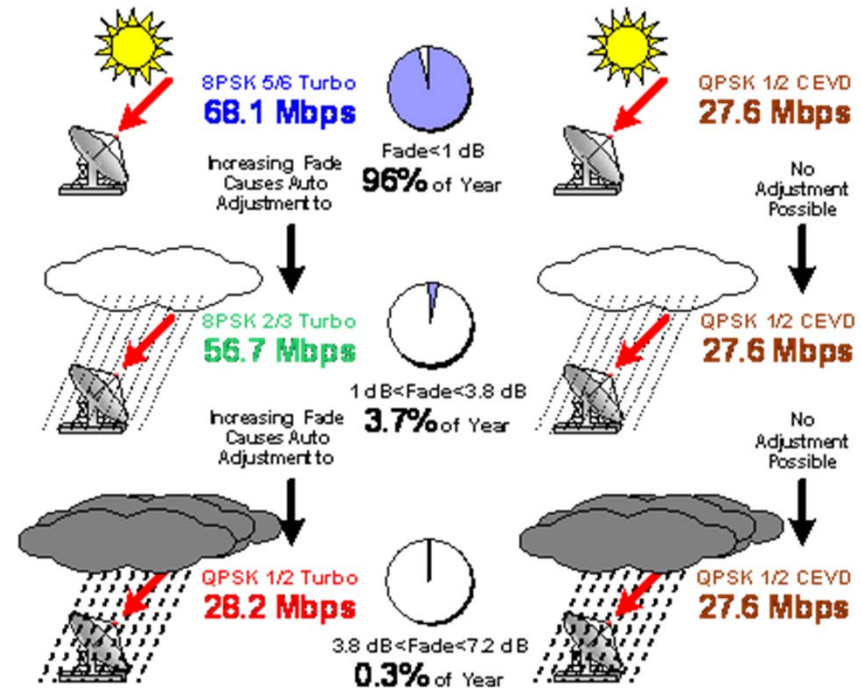 8PSK 5/6 Turbo
68.1 Mbps
Fade<1 dB
96% of Year
QPSK 1/2 CEVD
27.6 Mbps
Increasing Fade
Causes Auto
Adjustment to
No
Adjustment
Possible
8PSK 2/3 Turbo
56.7 Mbps
1 dB<Fade<3.8 dB
3.7% of Year
QPSK 1/2 CEVD
27.6 Mbps
Increasing Fade
Causes Auto
Adjustment to
No
Adjustment
Possible
QPSK 1/2 Turbo
28.2 Mbps
3.8 dB<Fade<7.2 dB
0.3% of Year
QPSK 1/2 CEVD
27.6 Mbps